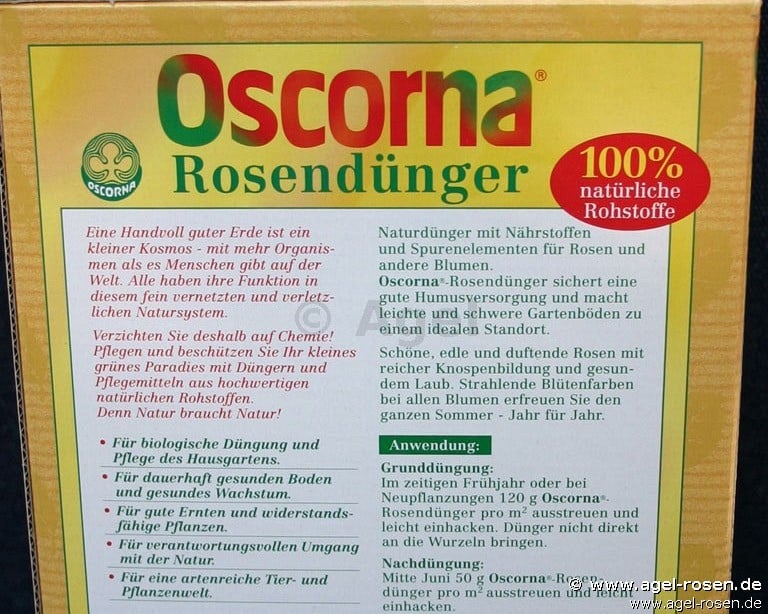 Oscorna®
Rosendünger
OSCORNA
100%
natürliche
Rohstoffe
Eine Handvoll guter Erde ist ein
kleiner Kosmos - mit mehr Organis-
men als es Menschen gibt auf der
Welt. Alle haben ihre Funktion in
diesem fein vernetzten und verletz-
lichen Natursystem.
Verzichten Sie deshalb auf Chemie!
Pflegen und beschützen Sie Ihr kleines
grünes Paradies mit Düngern und
Pflegemitteln aus hochwertigen
natürlichen Rohstoffen.
Denn Natur braucht Natur!
• Für biologische Düngung und
Pflege des Hausgartens.
• Für dauerhaft gesunden Boden
und gesundes Wachstum.
• Für gute Ernten und widerstands-
fähige Pflanzen.
• Für verantwortungsvollen Umgang
mit der Natur.
• Für eine artenreiche Tier- und
Pflanzenwelt.
Naturdünger mit Nährstoffen
und Spurenelementen für Rosen und
andere Blumen.
Oscorna®-Rosendünger sichert eine
gute Humusversorgung und macht
leichte und schwere Gartenböden zu
einem idealen Standort.
Schöne, edle und duftende Rosen mit
reicher Knospenbildung und gesun-
dem Laub. Strahlende Blütenfarben
bei allen Blumen erfreuen Sie den
ganzen Sommer - Jahr für Jahr.
Anwendung:
Grunddüngung:
Im zeitigen Frühjahr oder bei
Neupflanzungen 120 g Oscorna®-
Rosendünger pro m² ausstreuen und
leicht einhacken. Dünger nicht direkt
an die Wurzeln bringen.
Nachdüngung:
Mitte Juni 50 g Oscorna®-Rosen-
dünger pro m² ausstreuen und leicht
einhacken.
© Agel
© www.agel-rosen.de
© www.agel-rosen.de